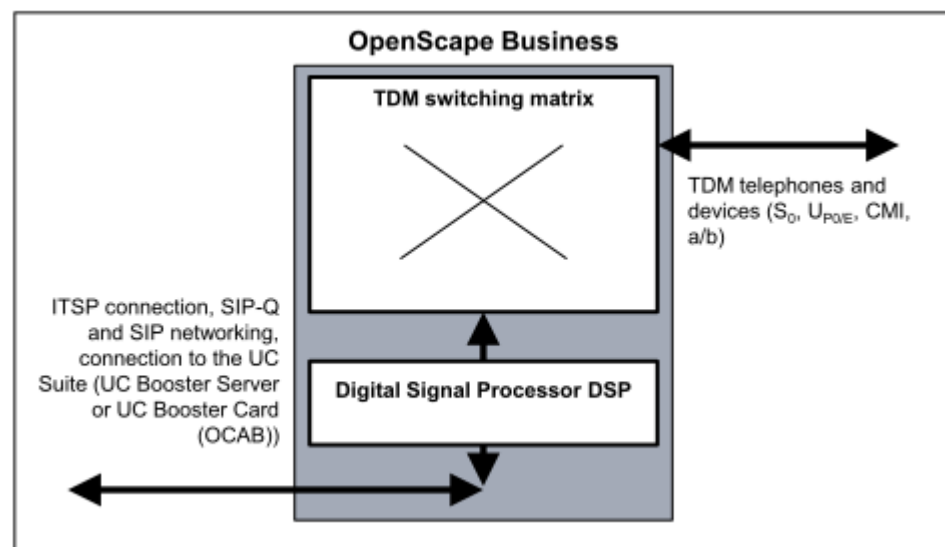 OpenScape Business
TDM switching matrix
TDM telephones and
devices (S0, UP0/E, CMI,
a/b)
ITSP connection, SIP-Q
and SIP networking,
connection to the UC
Suite (UC Booster Server
or UC Booster Card
(OCAB))
Digital Signal Processor DSP